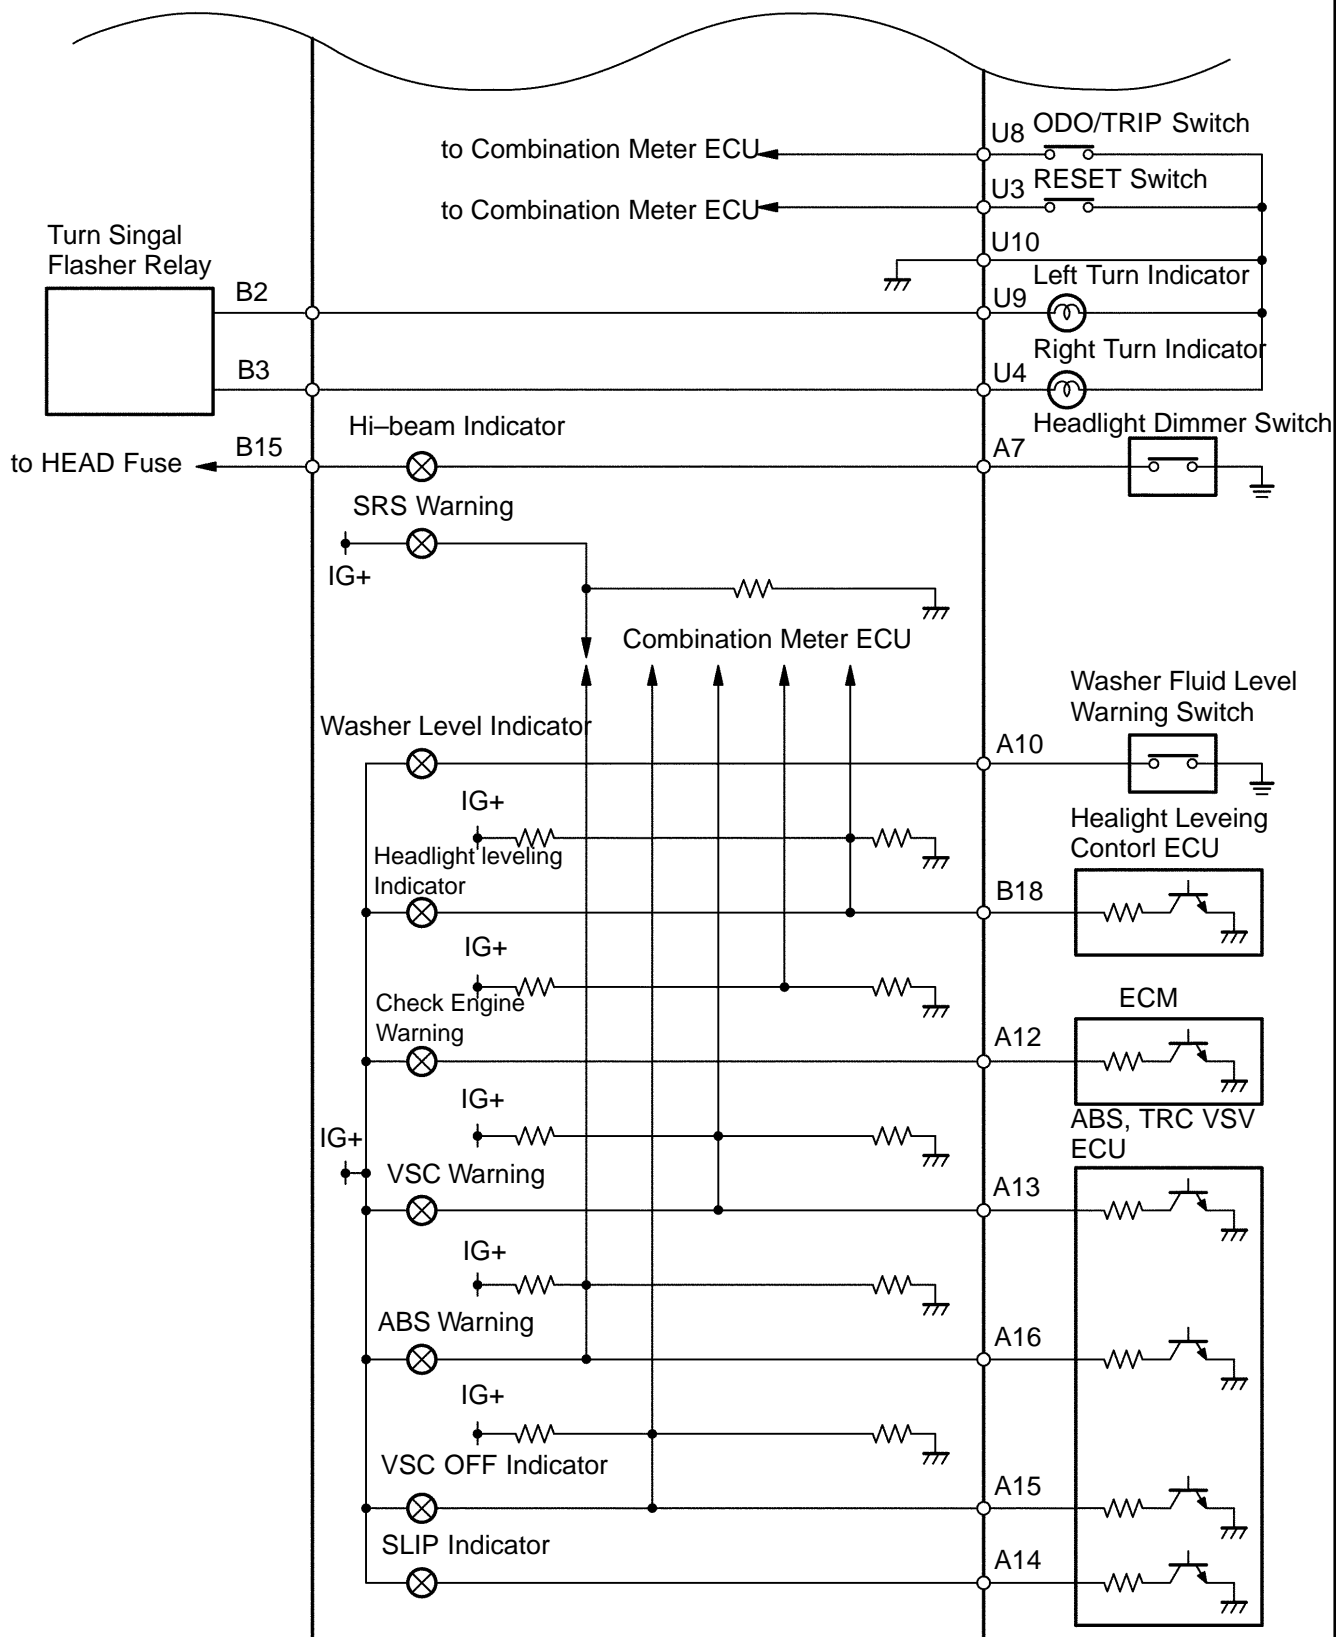 U8 ODO/TRIP Switch
to Combination Meter ECU
U3 RESET Switch
to Combination Meter ECU
Turn Singal
Flasher Relay
U10
Left Turn Indicator
B2
U9
Right Turn Indicator
B3
U4
Headlight Dimmer Switch
Hi–beam Indicator
to HEAD Fuse
B15
A7
SRS Warning
IG+
Combination Meter ECU
Washer Fluid Level
Warning Switch
Washer Level Indicator
A10
IG+
Healight Leveing
Contorl ECU
Headlight leveling
Indicator
B18
IG+
ECM
Check Engine
Warning
A12
IG+
ABS, TRC VSV
ECU
IG+
VSC Warning
A13
IG+
ABS Warning
A16
IG+
VSC OFF Indicator
A15
SLIP Indicator
A14